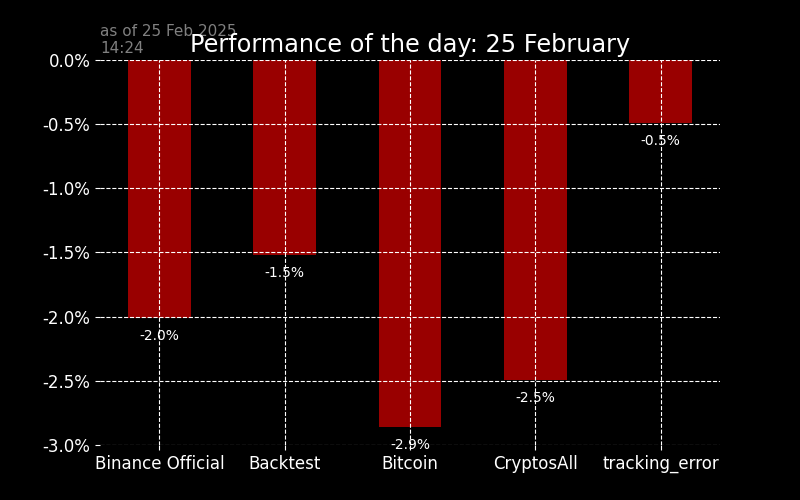 as of 25 Feb 2025
14:24
Performance of the day: 25 February
0.0%
-0.5%
-1.0%
-1.5%
-2.0%
-2.5%
-3.0%
-2.0%
-1.5%
-2.9%
-2.5%
-0.5%
Binance Official
Backtest
Bitcoin
CryptosAll
tracking_error